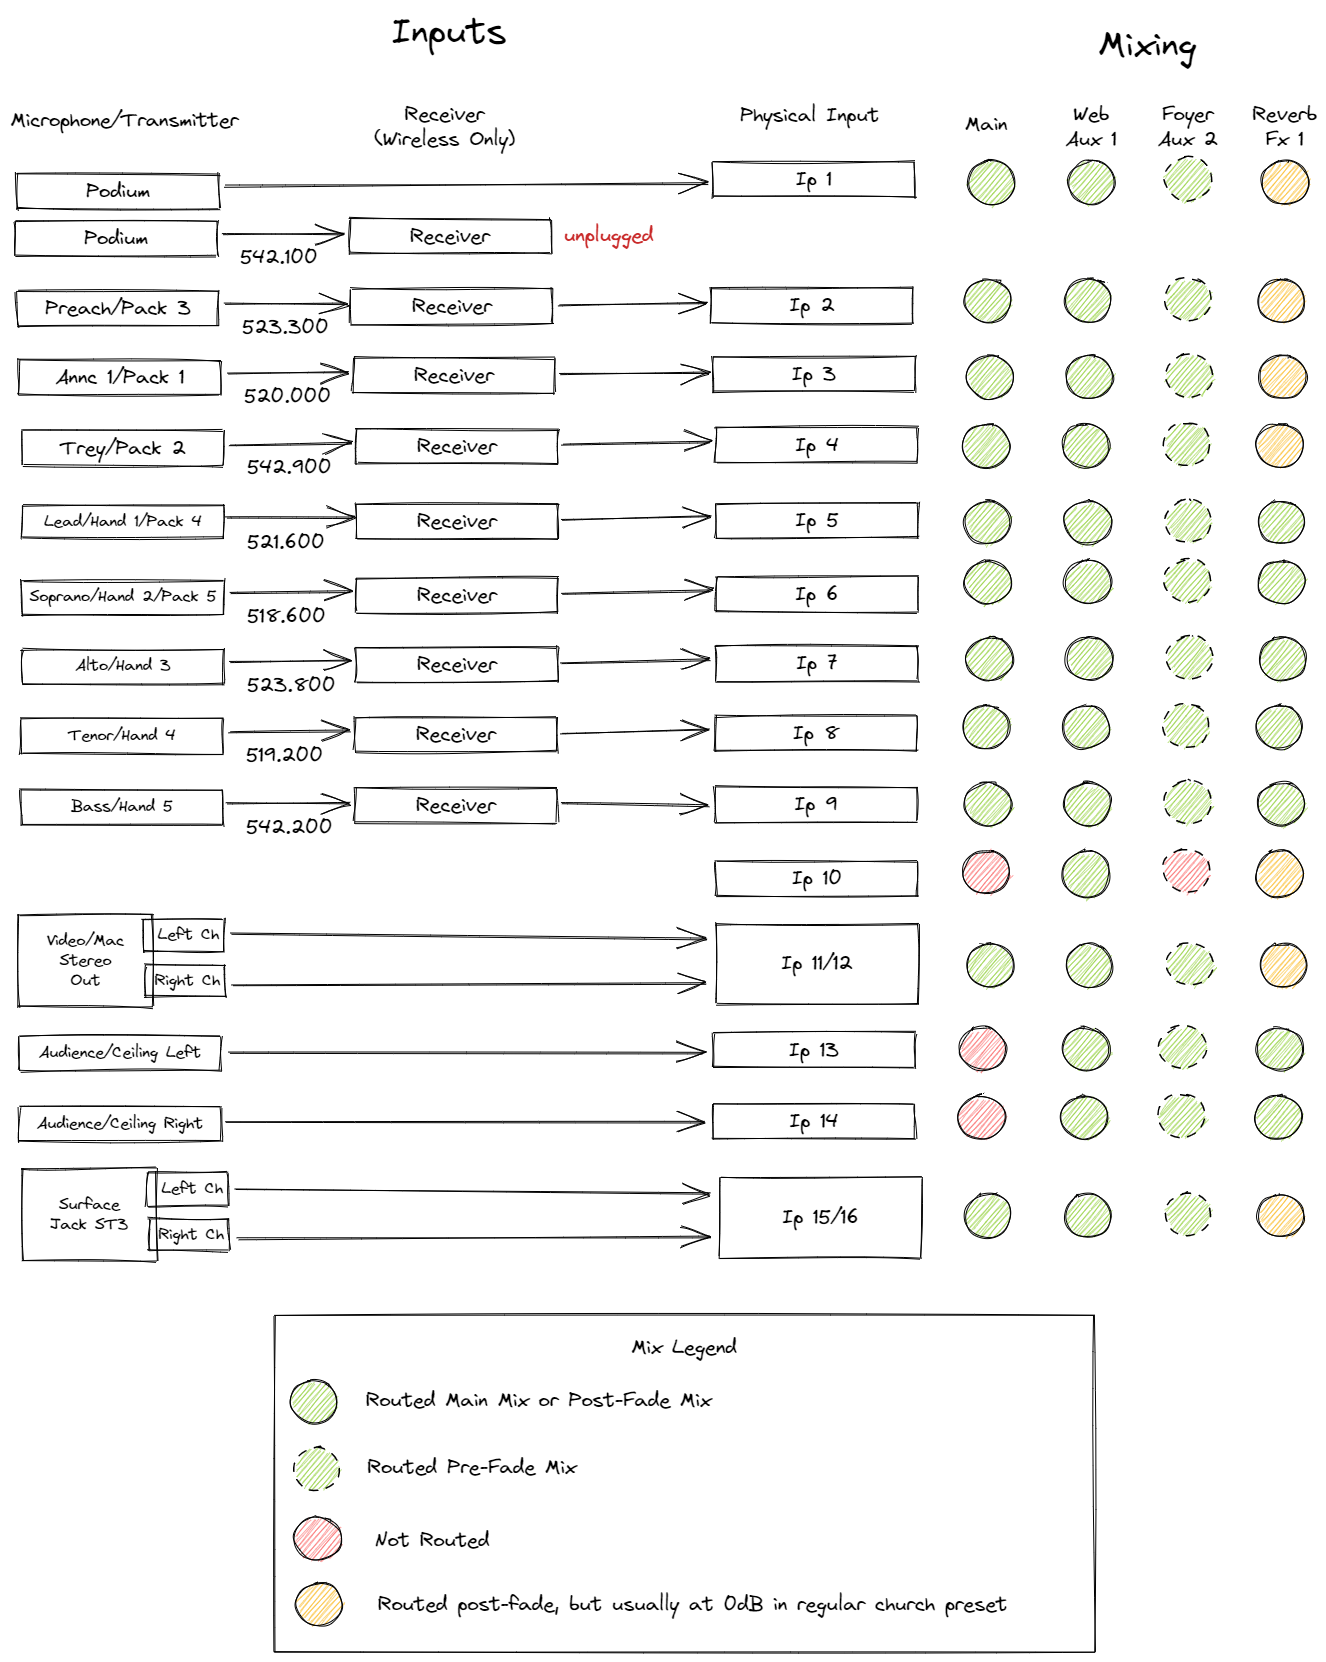 Inputs
Mixing
Microphone/Transmitter
Receiver
(Wireless Only)
Physical Input
Main
Web
Aux 1
Foyer
Aux 2
Reverb
Fx 1
Podium
Ip 1
Podium
542.100
Receiver
unplugged
Preach/Pack 3
523.300
Receiver
Ip 2
Annc 1/Pack 1
520.000
Receiver
Ip 3
Trey/Pack 2
542.900
Receiver
Ip 4
Lead/Hand 1/Pack 4
521.600
Receiver
Ip 5
Soprano/Hand 2/Pack 5
518.600
Receiver
Ip 6
Alto/Hand 3
523.800
Receiver
Ip 7
Tenor/Hand 4
519.200
Receiver
Ip 8
Bass/Hand 5
542.200
Receiver
Ip 9
Ip 10
Video/Mac
Stereo
Out
Left Ch
Right Ch
Ip 11/12
Audience/Ceiling Left
Ip 13
Audience/Ceiling Right
Ip 14
Surface
Jack ST3
Left Ch
Right Ch
Ip 15/16
Mix Legend
Routed Main Mix or Post-Fade Mix
Routed Pre-Fade Mix
Not Routed
Routed post-fade, but usually at 0dB in regular church preset